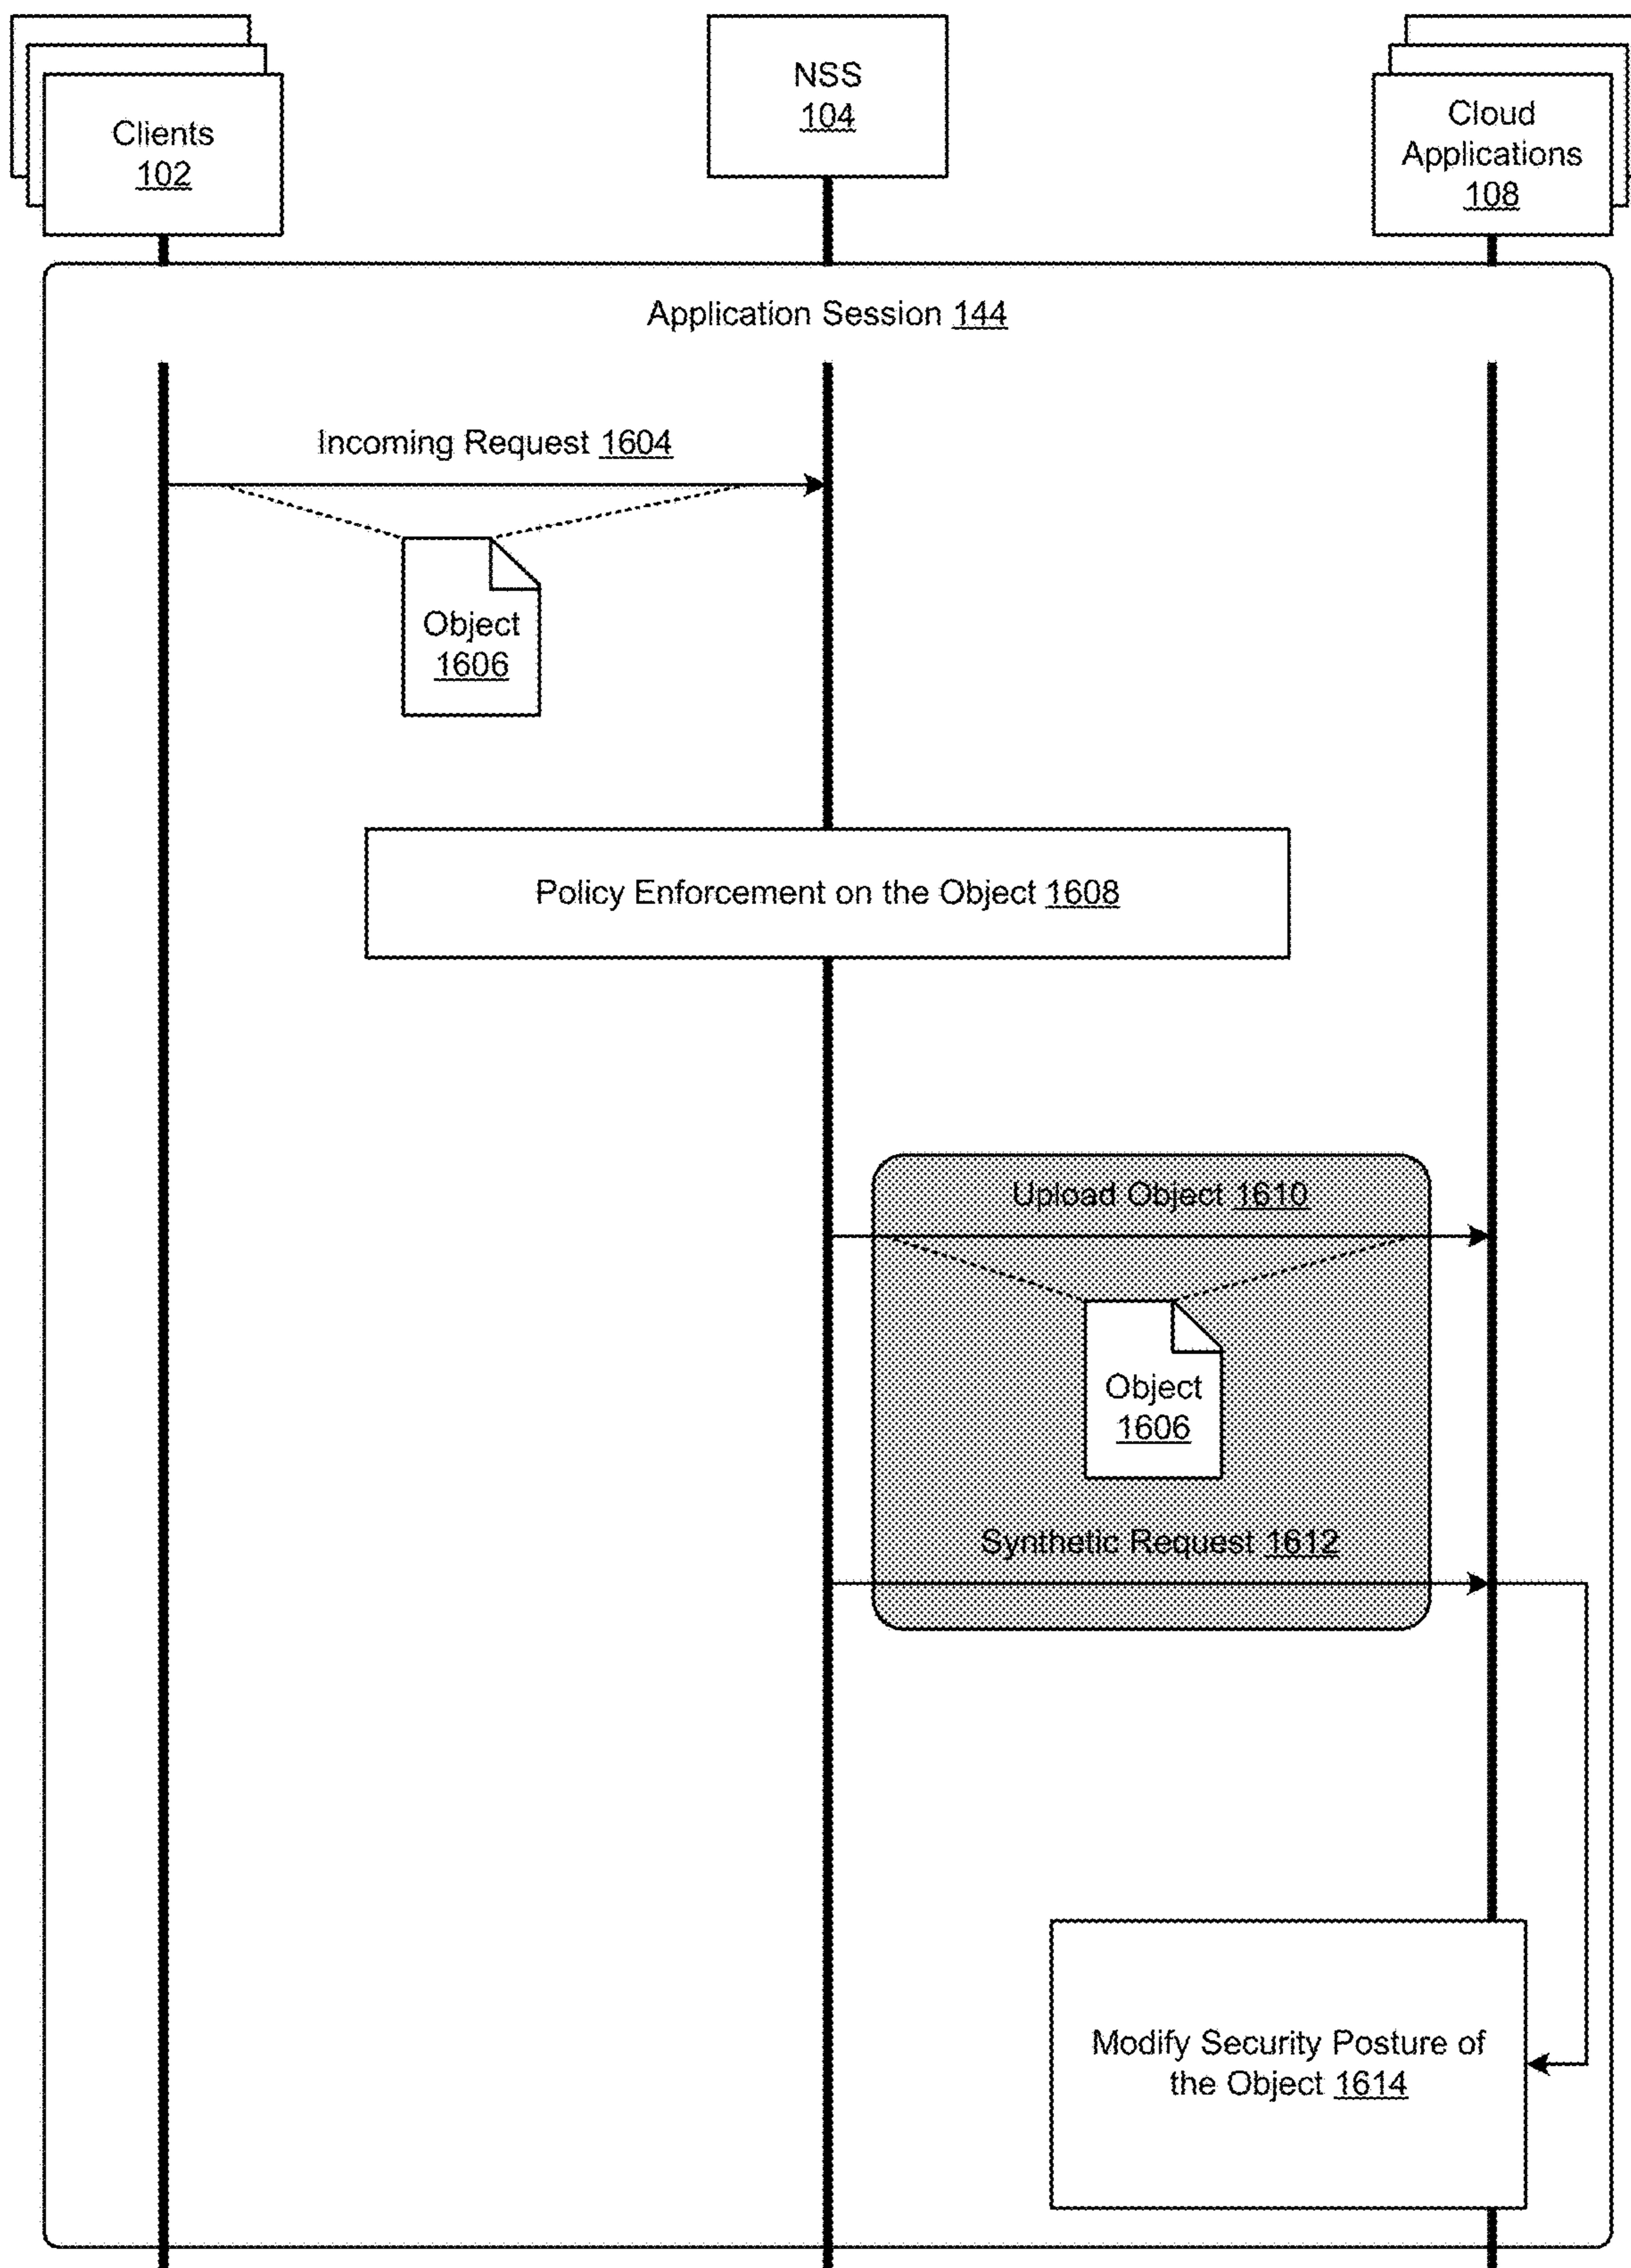 Clients
102
NSS
104
Cloud
Applications
108
Application Session 144
Incoming Request 1604
Object
1606
Policy Enforcement on the Object 1608
Upload Object 1610
Object
1606
Synthetic Request 1612
Modify Security Posture of
the Object 1614